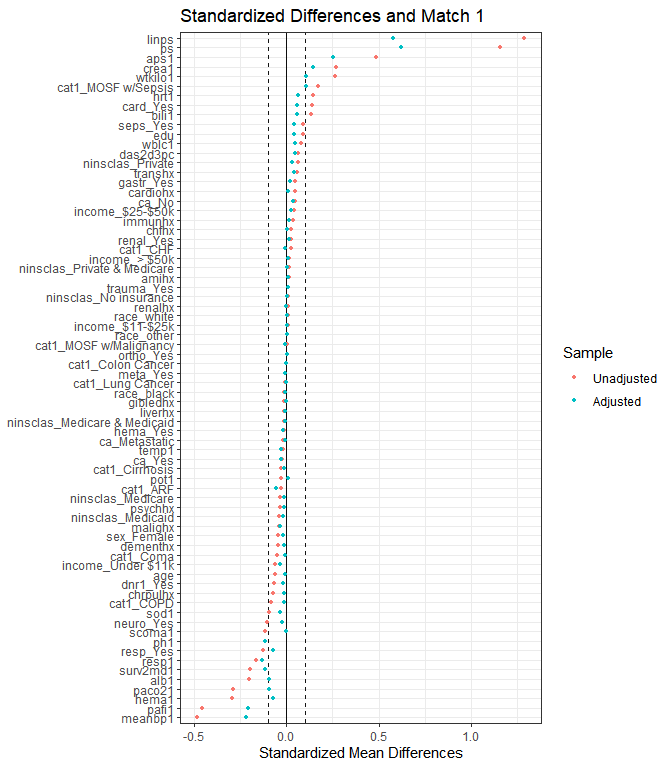 Standardized Differences and Match 1
linps
ps
aps1
crea1
wtkilo1
cat1_MOSF w/Sepsis
hrt1
card_Yes
bili1
seps_Yes
edu
wblc1
das2d3pc
ninsclas_Private
transhx
gastr_Yes
cardiohx
ca_No
income_$25-$50k
immunhx
chfhx
renal_Yes
cat1_CHF
income_> $50k
ninsclas_Private & Medicare
amihx
trauma_Yes
ninsclas_No insurance
renalhx
race_white
income_$11-$25k
race_other
cat1_MOSF w/Malignancy
ortho_Yes
cat1_Colon Cancer
meta_Yes
cat1_Lung Cancer
race_black
gibledhx
liverhx
ninsclas_Medicare & Medicaid
hema_Yes
ca_Metastatic
temp1
ca_Yes
cat1_Cirrhosis
pot1
cat1_ARF
ninsclas_Medicare
psychhx
ninsclas_Medicaid
malighx
sex_Female
dementhx
cat1_Coma
income_Under $11k
age
dnr1_Yes
chrpulhx
cat1_COPD
sod1
neuro_Yes
scoma1
ph1
resp_Yes
resp1
surv2md1
alb1
paco21
hema1
pafi1
meanbp1
-0.5 0.0 0.5 1.0
Standardized Mean Differences
Sample
Unadjusted
Adjusted